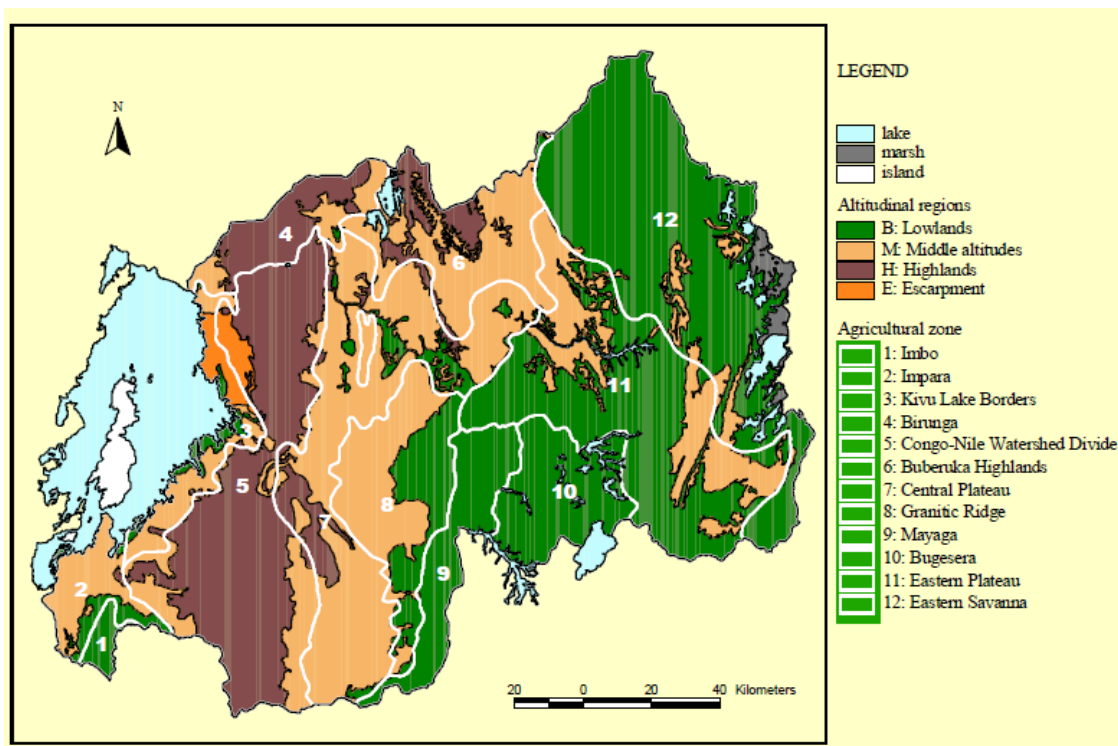 N
4
12
6
11
3
5
10
7
8
9
2
1
20 0 20 40 Kilometers
LEGEND
lake
marsh
island
Altitudinal regions
B: Lowlands
M: Middle altitudes
H: Highlands
E: Escarpment
Agricultural zone
1: Imbo
2: Impara
3: Kivu Lake Borders
4: Birunga
5: Congo-Nile Watershed Divide
6: Buberuka Highlands
7: Central Plateau
8: Granitic Ridge
9: Mayaga
10: Bugesera
11: Eastern Plateau
12: Eastern Savanna